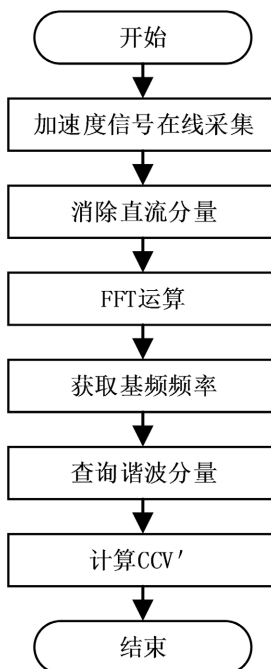 开始
加速度信号在线采集
消除直流分量
FFT运算
获取基频频率
查询谐波分量
计算CCV′
结束